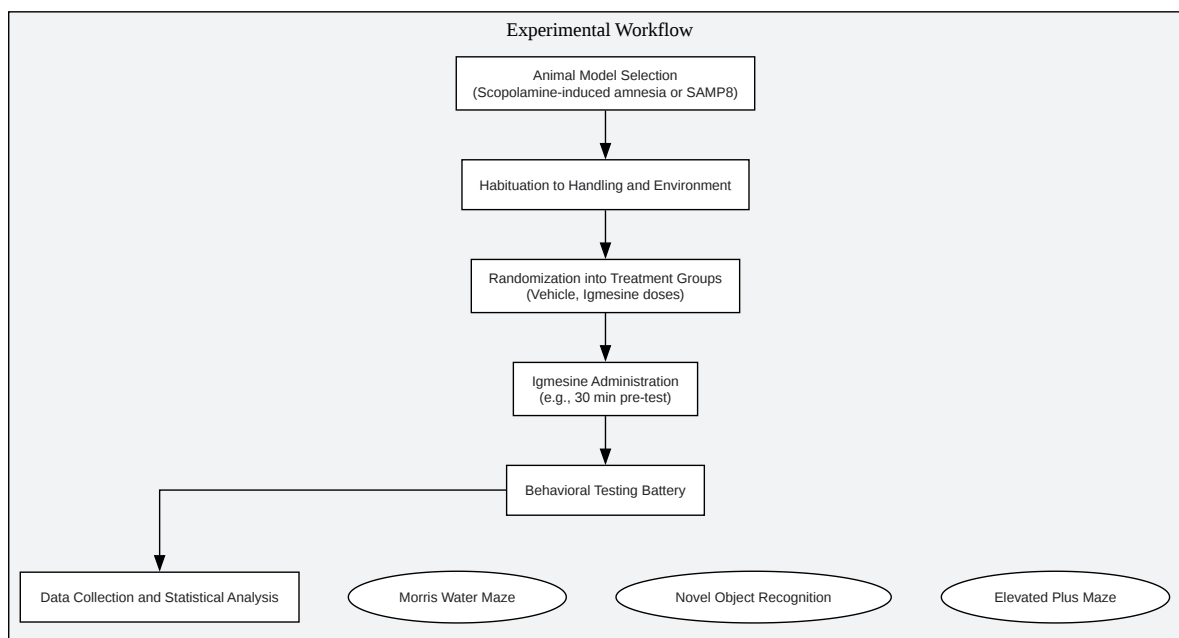 Experimental Workflow
Animal Model Selection
(Scopolamine-induced amnesia or SAMP8)
Habituation to Handling and Environment
Randomization into Treatment Groups
(Vehicle, Igmesine doses)
Igmesine Administration
(e.g., 30 min pre-test)
Behavioral Testing Battery
Data Collection and Statistical Analysis
Morris Water Maze
Novel Object Recognition
Elevated Plus Maze